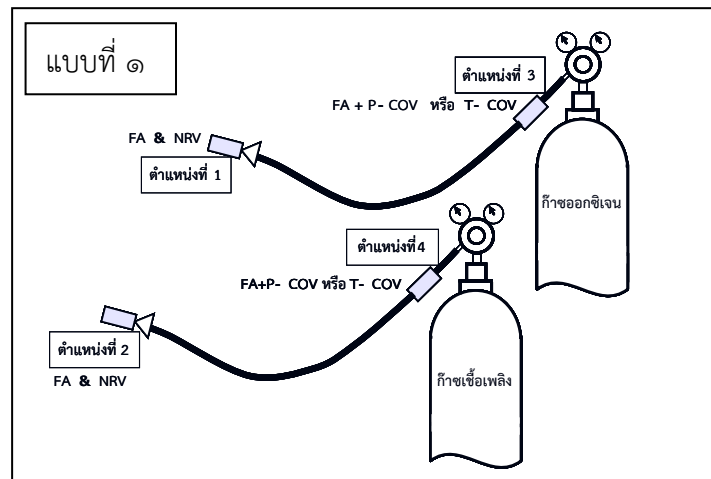 แบบที่ ๑
ตำแหน่งที่ 3
FA + P- COV หรือ T- COV
FA & NRV
ตำแหน่งที่ 1
ก๊าซออกซิเจน
ตำแหน่งที่4
FA+P- COV หรือ T- COV
ตำแหน่งที่ 2
FA & NRV
ก๊าซเชื้อเพลิง